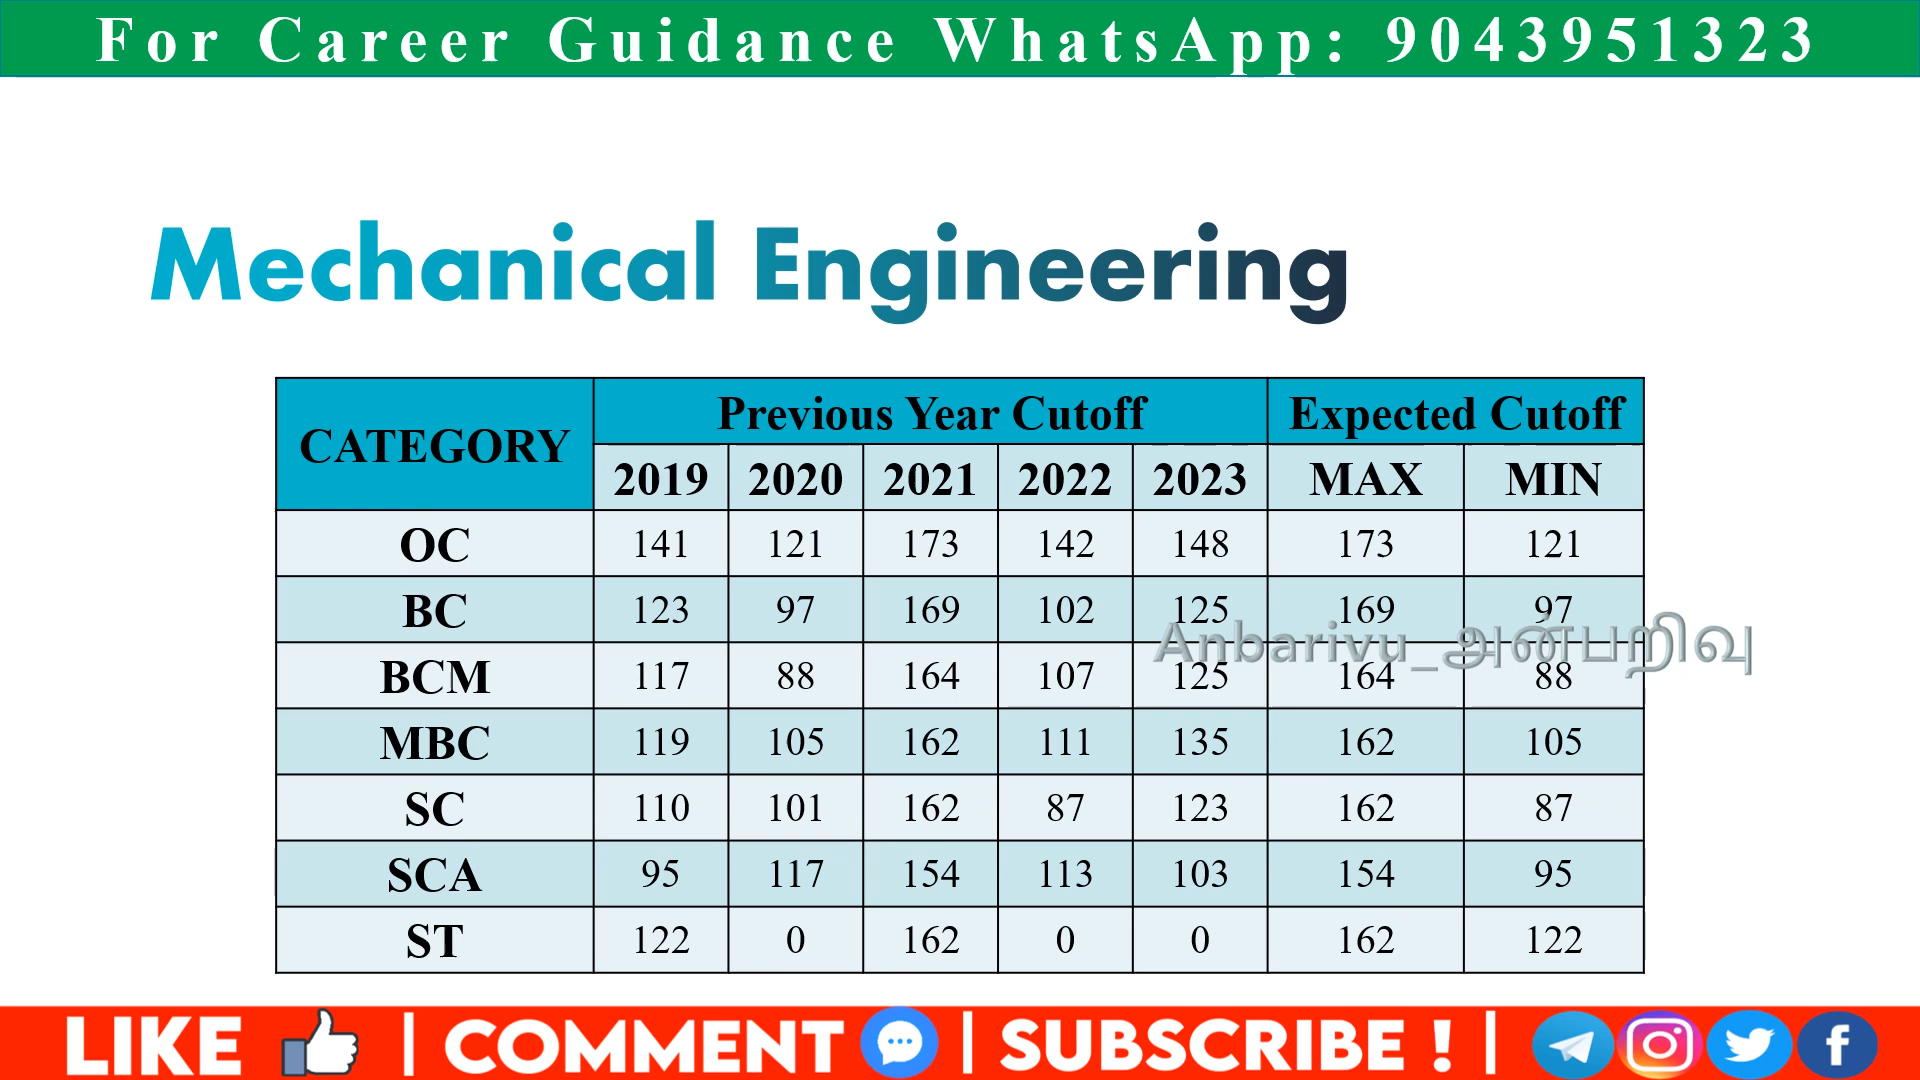 For Career Guidance WhatsApp: 9043951323
Mechanical Engineering
CATEGORY Previous Year Cutoff Expected Cutoff
2019 2020 2021 2022 2023 MAX MIN
OC 141 121 173 142 148 173 121
BC 123 97 169 102 125 169 97
Anbarivu_அன்பறிவு
BCM 117 88 164 107 125 164 88
MBC 119 105 162 111 135 162 105
SC 110 101 162 87 123 162 87
SCA 95 117 154 113 103 154 95
ST 122 0 162 0 0 162 122
LIKE | COMMENT | SUBSCRIBE ! |